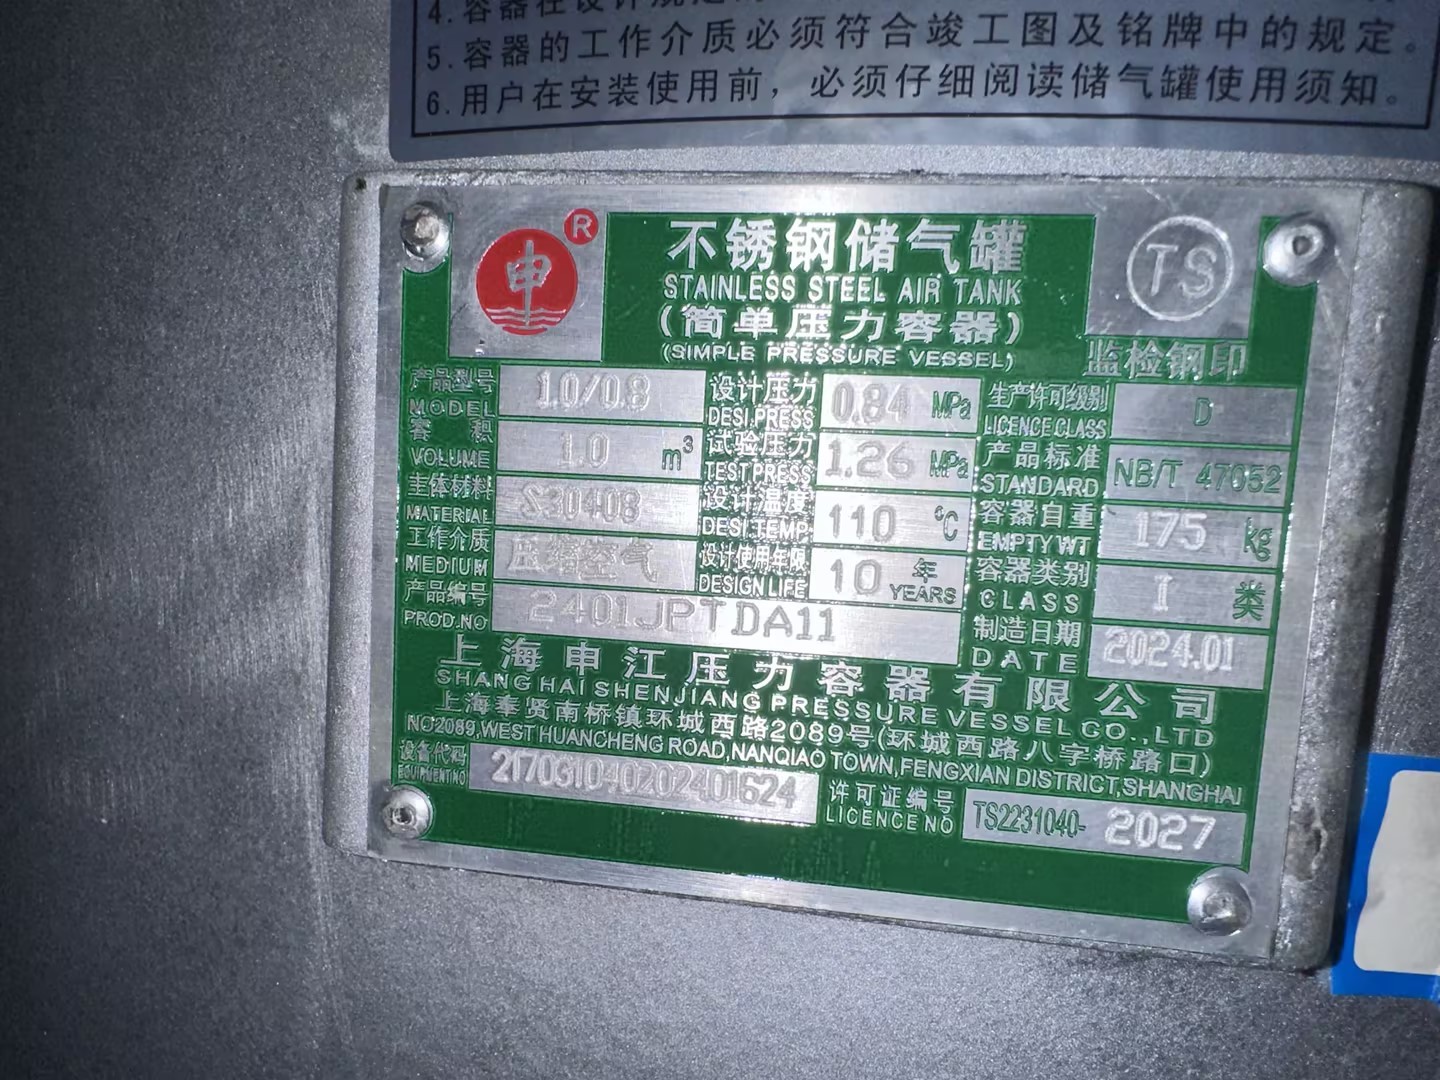 4.容器在设计规定
5.容器的工作介质必须符合竣工图及铭牌中的规定。
6.用户在安装使用前，必须仔细阅读储气罐使用须知。
申 ®
不锈钢储气罐
STAINLESS STEEL AIR TANK
(简单压力容器)
(SIMPLE PRESSURE VESSEL)
TS
监检钢印
产品型号 MODEL 1.0/0.8 设计压力 DESI.PRESS 0.84 MPa 生产许可级别 LICENCE CLASS D
容积 VOLUME 1.0 m³ 试验压力 TEST PRESS 1.26 MPa 产品标准 STANDARD NB/T 47052
主体材料 MATERIAL S30408 设计温度 DESI.TEMP 110 ℃ 容器自重 EMPTY WT 175 kg
工作介质 MEDIUM 压缩空气 设计使用年限 DESIGN LIFE 10 年 YEARS 容器类别 CLASS I 类
产品编号 PROD.NO 2401JPTDA11 制造日期 DATE 2024.01
上海申江压力容器有限公司
SHANGHAI SHENJIANG PRESSURE VESSEL CO.,LTD
上海奉贤南桥镇环城西路2089号(环城西路八字桥路口)
NO2089,WEST HUANCHENG ROAD,NANQIAO TOWN,FENGXIAN DISTRICT,SHANGHAI
设备代码 EQUIPMENT NO 217031040202401624 许可证编号 LICENCE NO TS2231040-2027